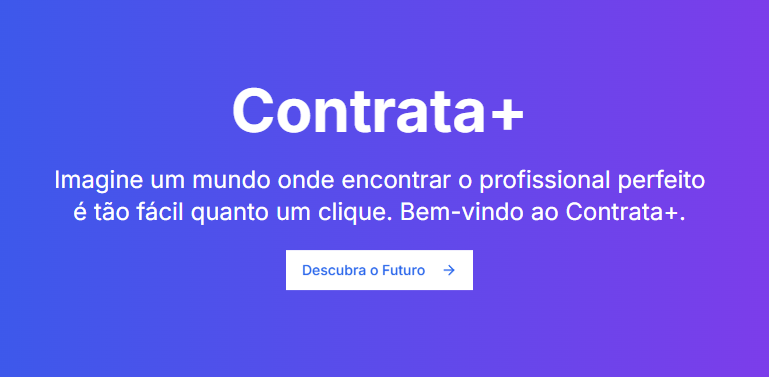 Contrata+
Imagine um mundo onde encontrar o profissional perfeito
é tão fácil quanto um clique. Bem-vindo ao Contrata+.
Descubra o Futuro →